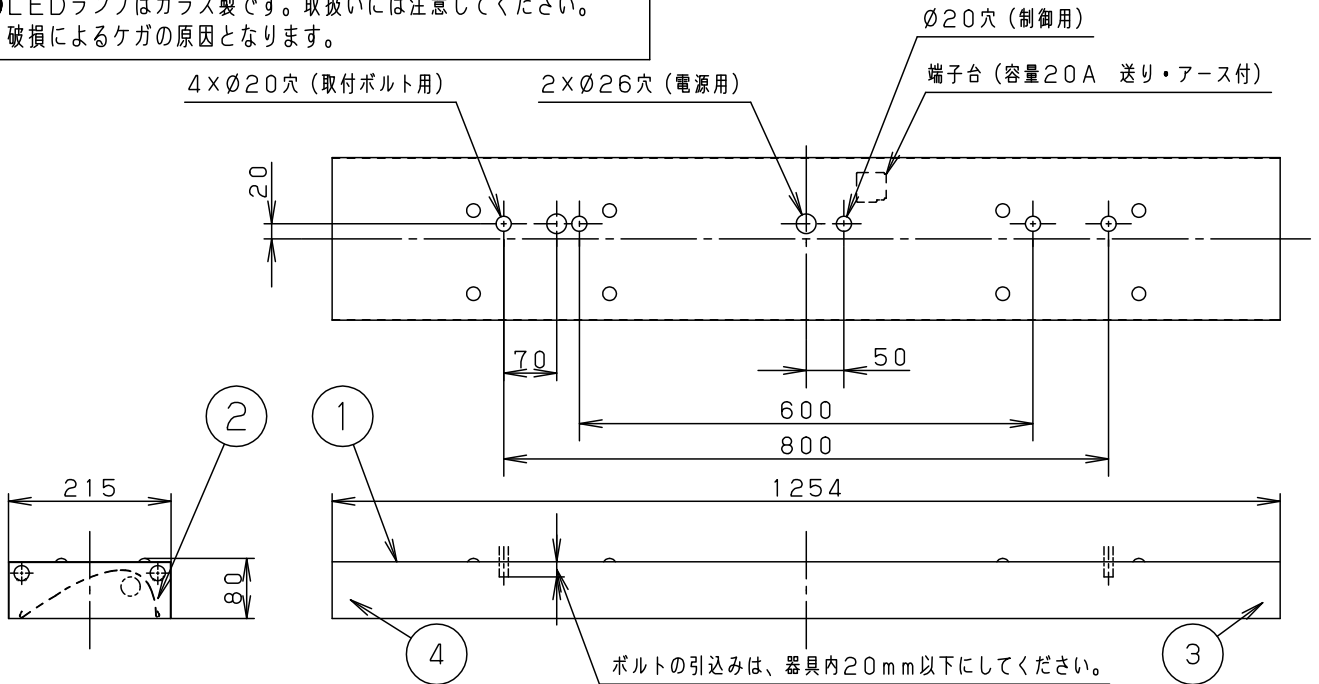 ●LEDランプはガラス製です。取扱いには注意してください。
破損によるケガの原因となります。
Ø20穴（制御用）
4×Ø20穴（取付ボルト用）
2×Ø26穴（電源用）
端子台（容量20A　送り・アース付）
20
70
50
600
800
2
1
215
1254
80
4
3
ボルトの引込みは、器具内20mm以下にしてください。